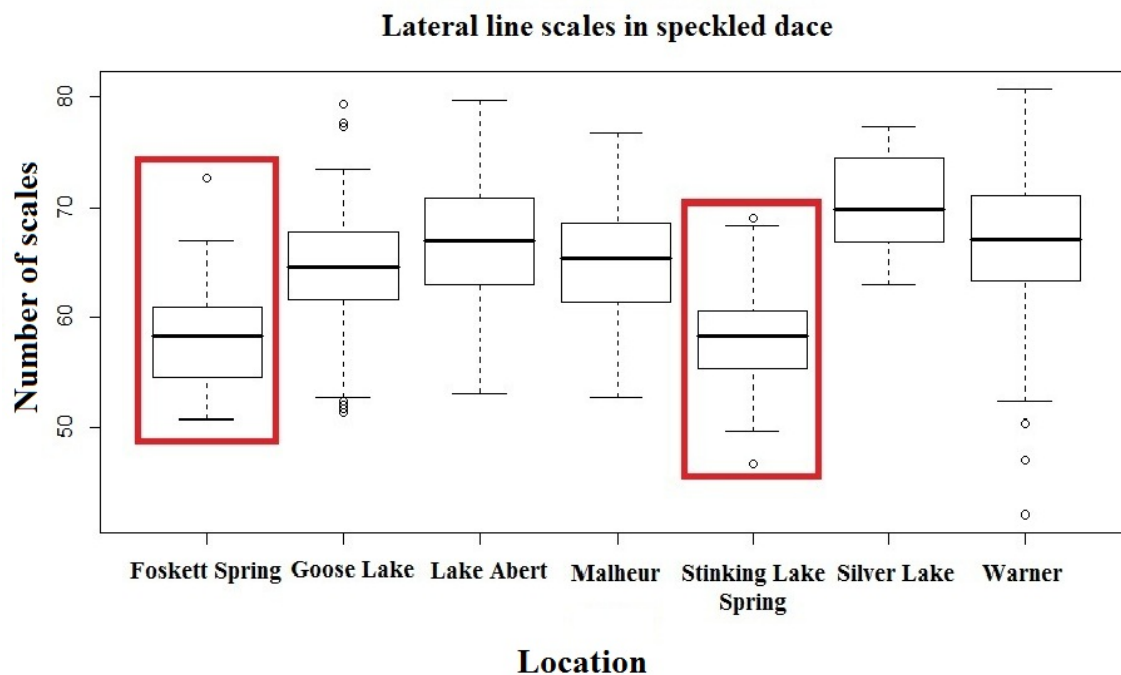 Lateral line scales in speckled dace
Number of scales
80
70
60
50
Foskett Spring
Goose Lake
Lake Abert
Malheur
Stinking Lake
Spring
Silver Lake
Warner
Location